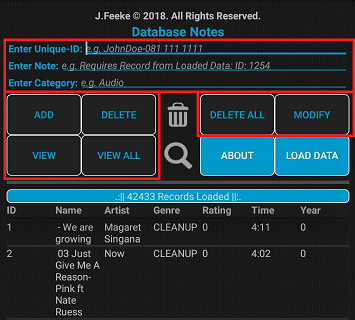 J.Feeke © 2018. All Rights Reserved.
Database Notes
Enter Unique-ID: e.g. JohnDoe-081 111 1111
Enter Note: e.g. Requires Record from Loaded Data: ID: 1254
Enter Category: e.g. Audio
ADD DELETE DELETE ALL MODIFY
VIEW VIEW ALL ABOUT LOAD DATA
.:|| 42433 Records Loaded ||:.
ID Name Artist Genre Rating Time Year
1 - We are growing Magaret Singana CLEANUP 0 4:11 0
2 03 Just Give Me A Reason- Pink ft Nate Ruess Now CLEANUP 0 4:02 0